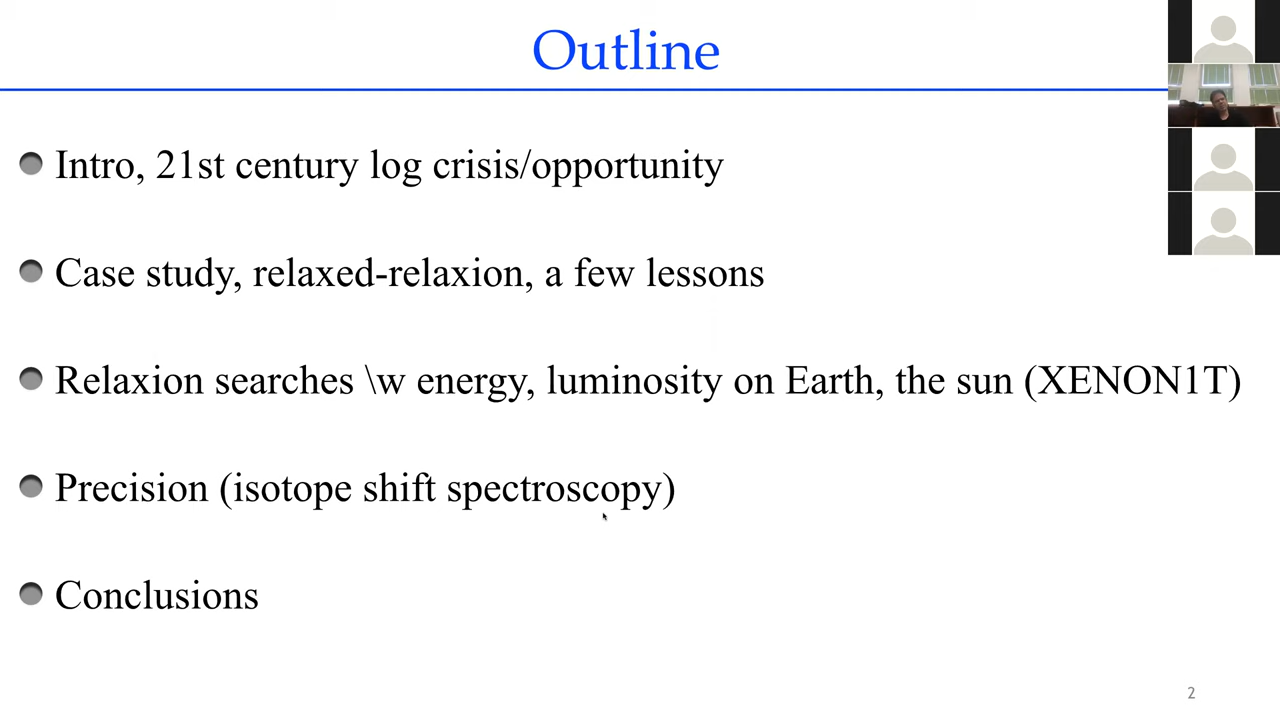 Outline
Intro, 21st century log crisis/opportunity
Case study, relaxed-relaxion, a few lessons
Relaxion searches \w energy, luminosity on Earth, the sun (XENON1T)
Precision (isotope shift spectroscopy)
Conclusions
2